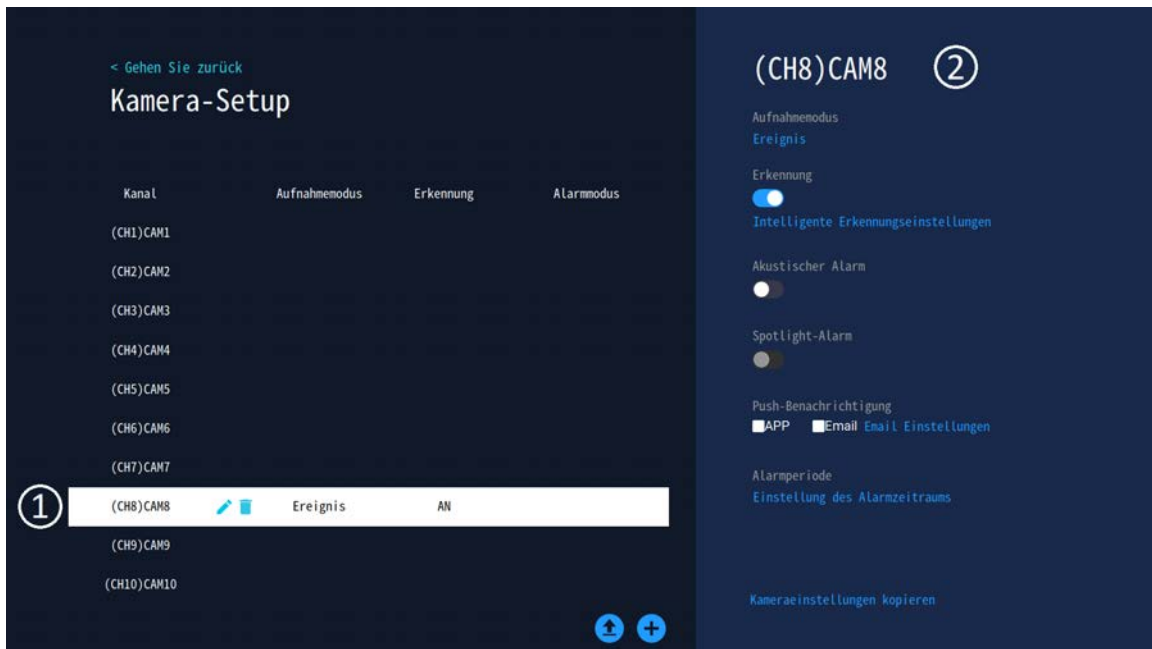 < Gehen Sie zurück
Kamera-Setup
Kanal Aufnahmemodus Erkennung Alarmmodus
(CH1)CAM1
(CH2)CAM2
(CH3)CAM3
(CH4)CAM4
(CH5)CAM5
(CH6)CAM6
(CH7)CAM7
① (CH8)CAM8 Ereignis AN
(CH9)CAM9
(CH10)CAM10
(CH8)CAM8 ②
Aufnahmemodus
Ereignis
Erkennung
Intelligente Erkennungseinstellungen
Akustischer Alarm
Spotlight-Alarm
Push-Benachrichtigung
APP Email Email Einstellungen
Alarmperiode
Einstellung des Alarmzeitraums
Kameraeinstellungen kopieren